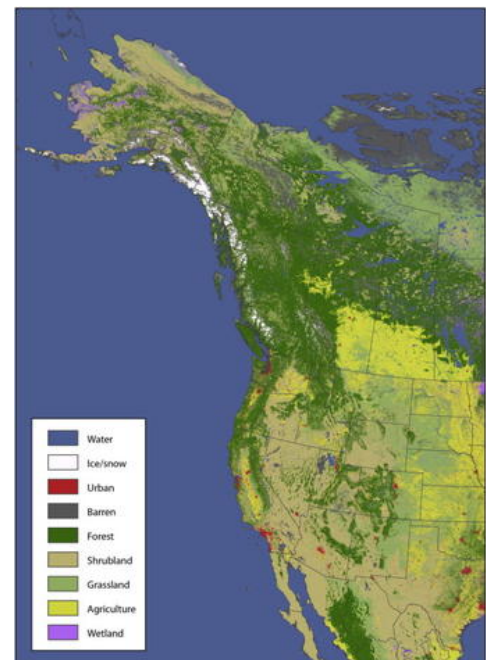 Water
Ice/snow
Urban
Barren
Forest
Shrubland
Grassland
Agriculture
Wetland